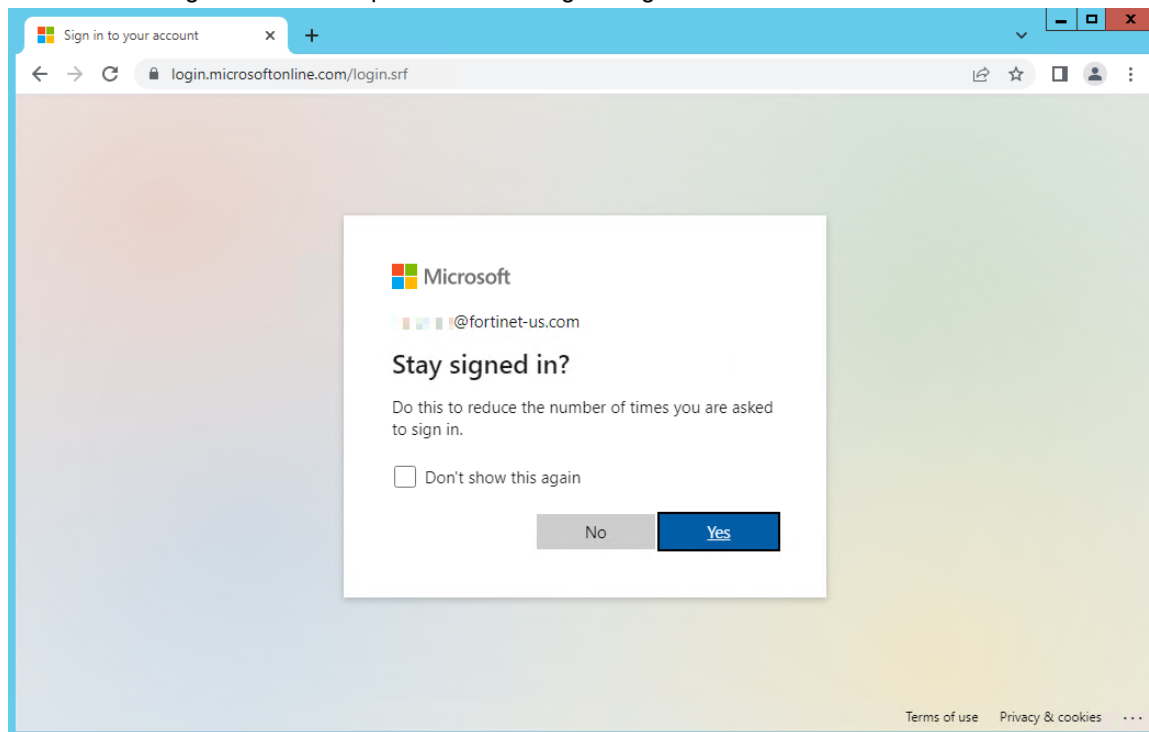 Sign in to your account
login.microsoftonline.com/login.srf
Microsoft
@fortinet-us.com
Stay signed in?
Do this to reduce the number of times you are asked
to sign in.
Don't show this again
No Yes
Terms of use Privacy & cookies ...